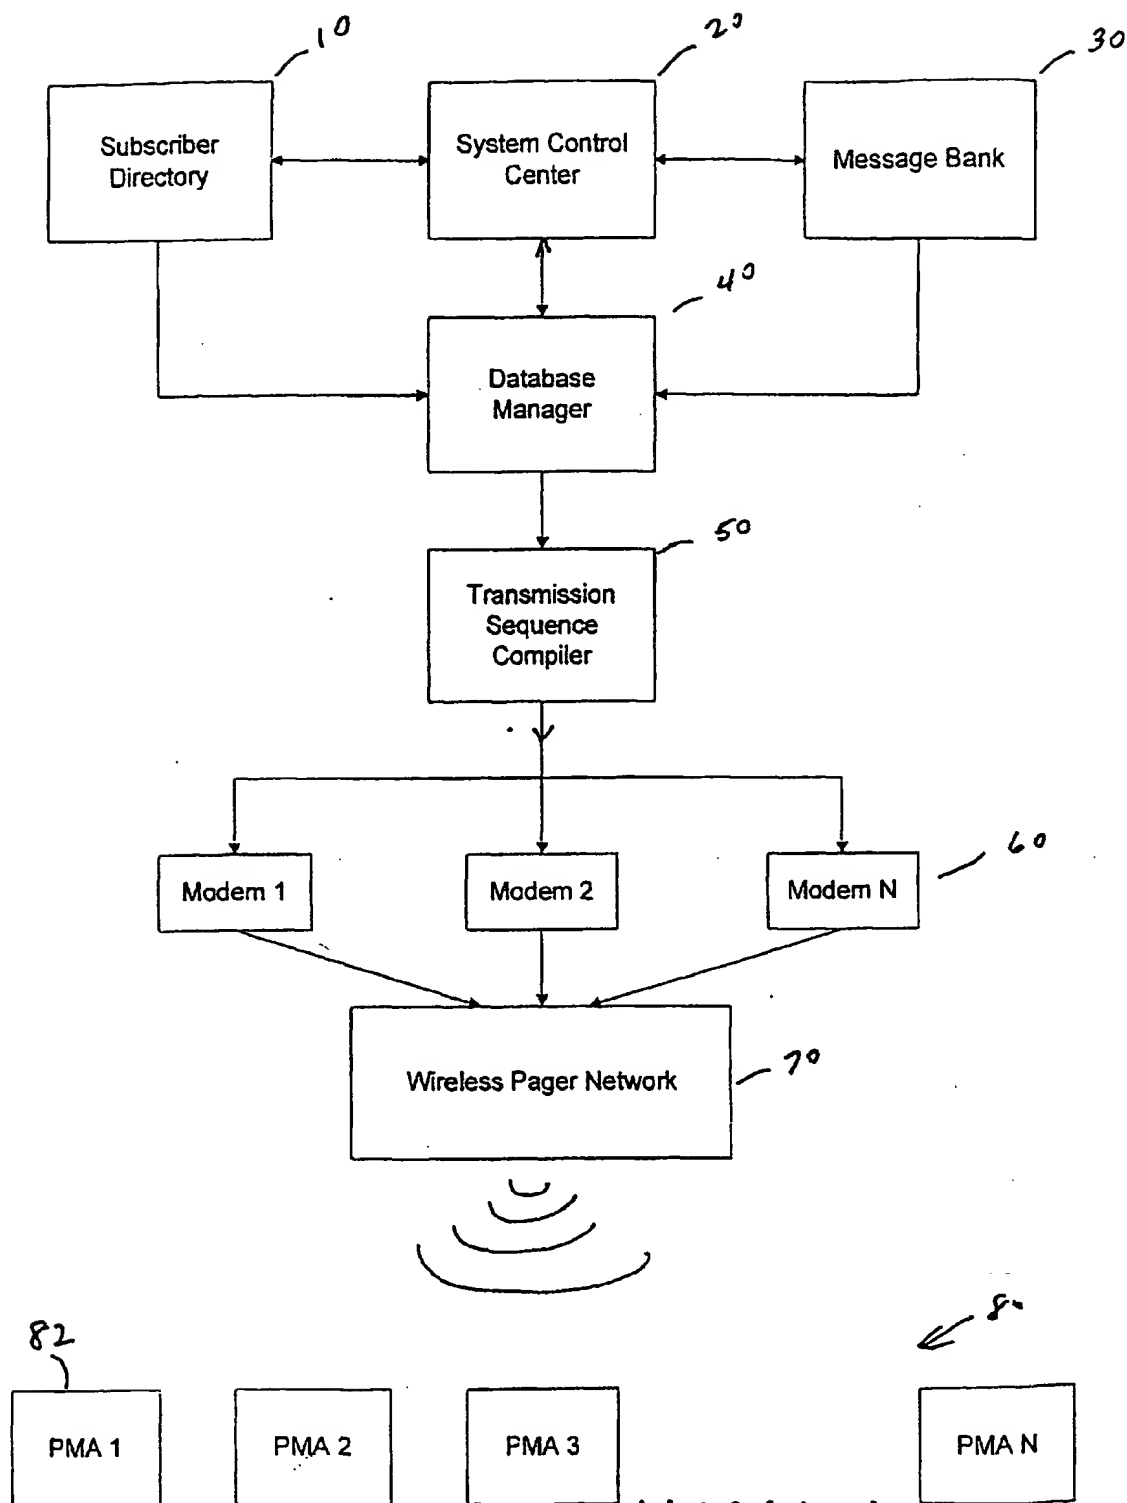 10
20
30
Subscriber
Directory
System Control
Center
Message Bank
40
Database
Manager
50
Transmission
Sequence
Compiler
60
Modem 1
Modem 2
Modem N
Wireless Pager Network
70
82
PMA 1
PMA 2
PMA 3
PMA N